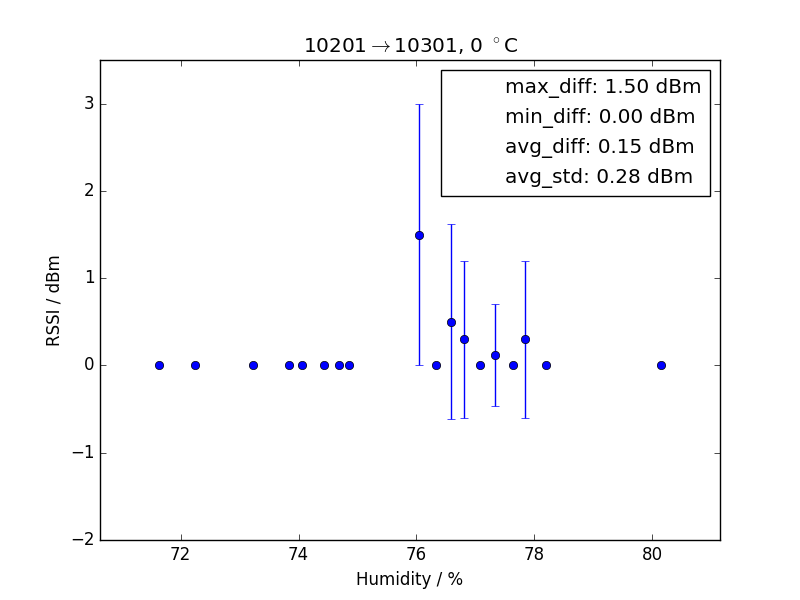 10201→10301, 0 °C
max_diff: 1.50 dBm
min_diff: 0.00 dBm
avg_diff: 0.15 dBm
avg_std: 0.28 dBm
RSSI / dBm
3
2
1
0
−1
−2
72 74 76 78 80
Humidity / %